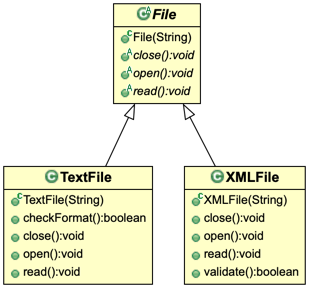 File
File(String)
close():void
open():void
read():void
TextFile
TextFile(String)
checkFormat():boolean
close():void
open():void
read():void
XMLFile
XMLFile(String)
close():void
open():void
read():void
validate():boolean